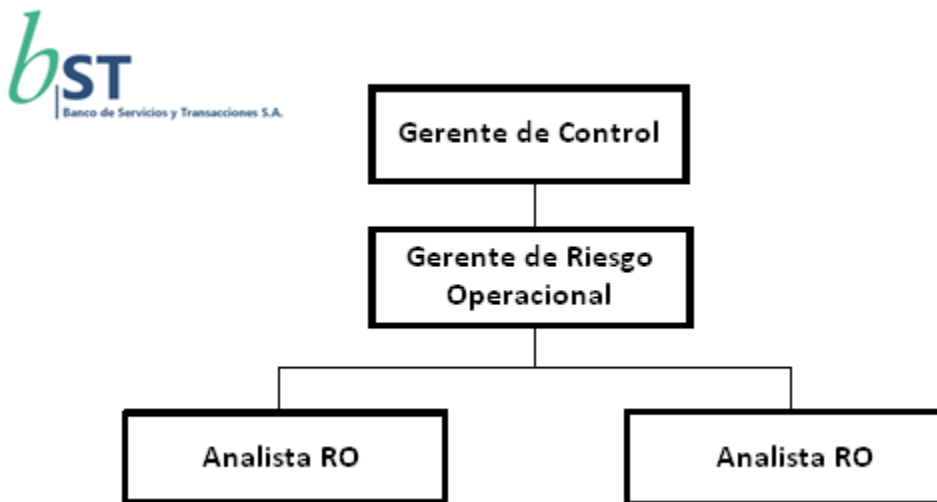 bST
Banco de Servicios y Transacciones S.A.
Gerente de Control
Gerente de Riesgo
Operacional
Analista RO
Analista RO